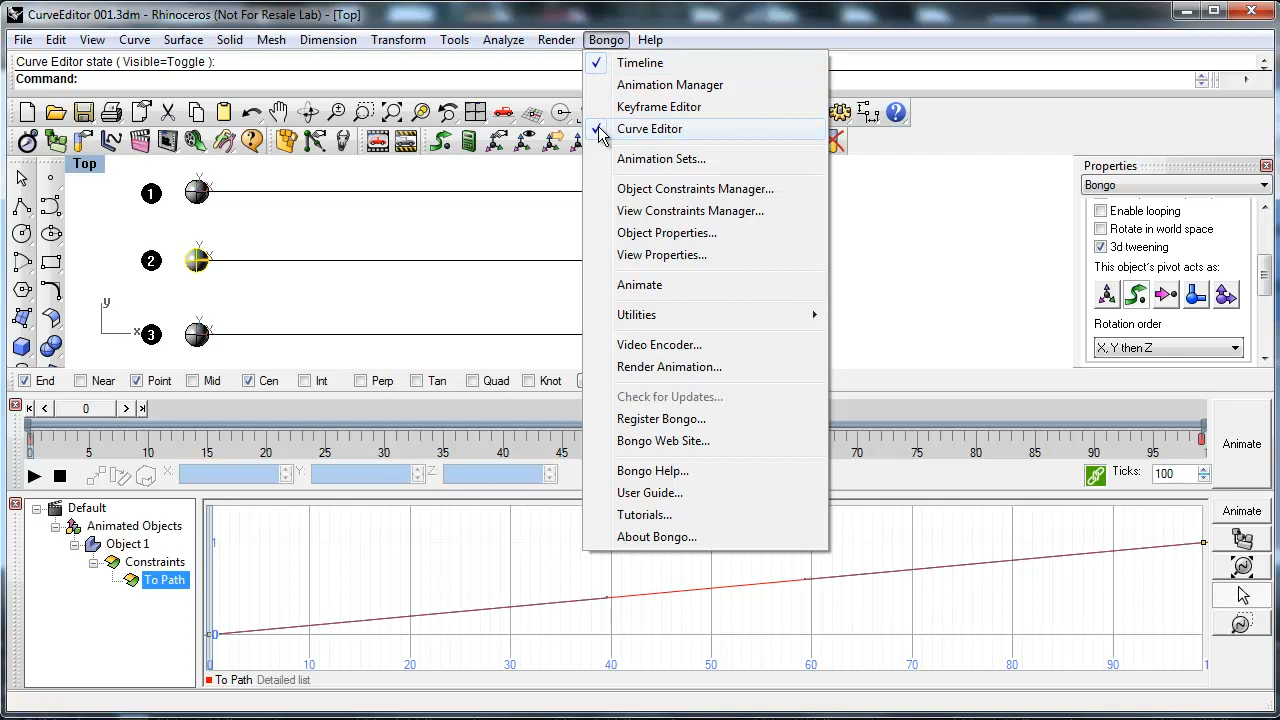 CurveEditor 001.3dm - Rhinoceros (Not For Resale Lab) - [Top]
File Edit View Curve Surface Solid Mesh Dimension Transform Tools Analyze Render Bongo Help
Curve Editor state ( Visible=Toggle ):
Command:
Timeline
Animation Manager
Keyframe Editor
Curve Editor
Animation Sets...
Object Constraints Manager...
View Constraints Manager...
Object Properties...
View Properties...
Animate
Utilities
Video Encoder...
Render Animation...
Check for Updates...
Register Bongo...
Bongo Web Site...
Bongo Help...
User Guide...
Tutorials...
About Bongo...
Top
1
Y
X
2
Y
X
3
Y
X
y
x
Properties
Bongo
Enable looping
Rotate in world space
3d tweening
This object's pivot acts as:
Rotation order
X, Y then Z
End Near Point Mid Cen Int Perp Tan Quad Knot
0
0 5 10 15 20 25 30 35 40 45 70 75 80 85 90 95 1
X: Y: Z:
Ticks: 100
Animate
Default
Animated Objects
Object 1
Constraints
To Path
Animate
1
0
0 10 20 30 40 50 60 70 80 90 1
To Path Detailed list